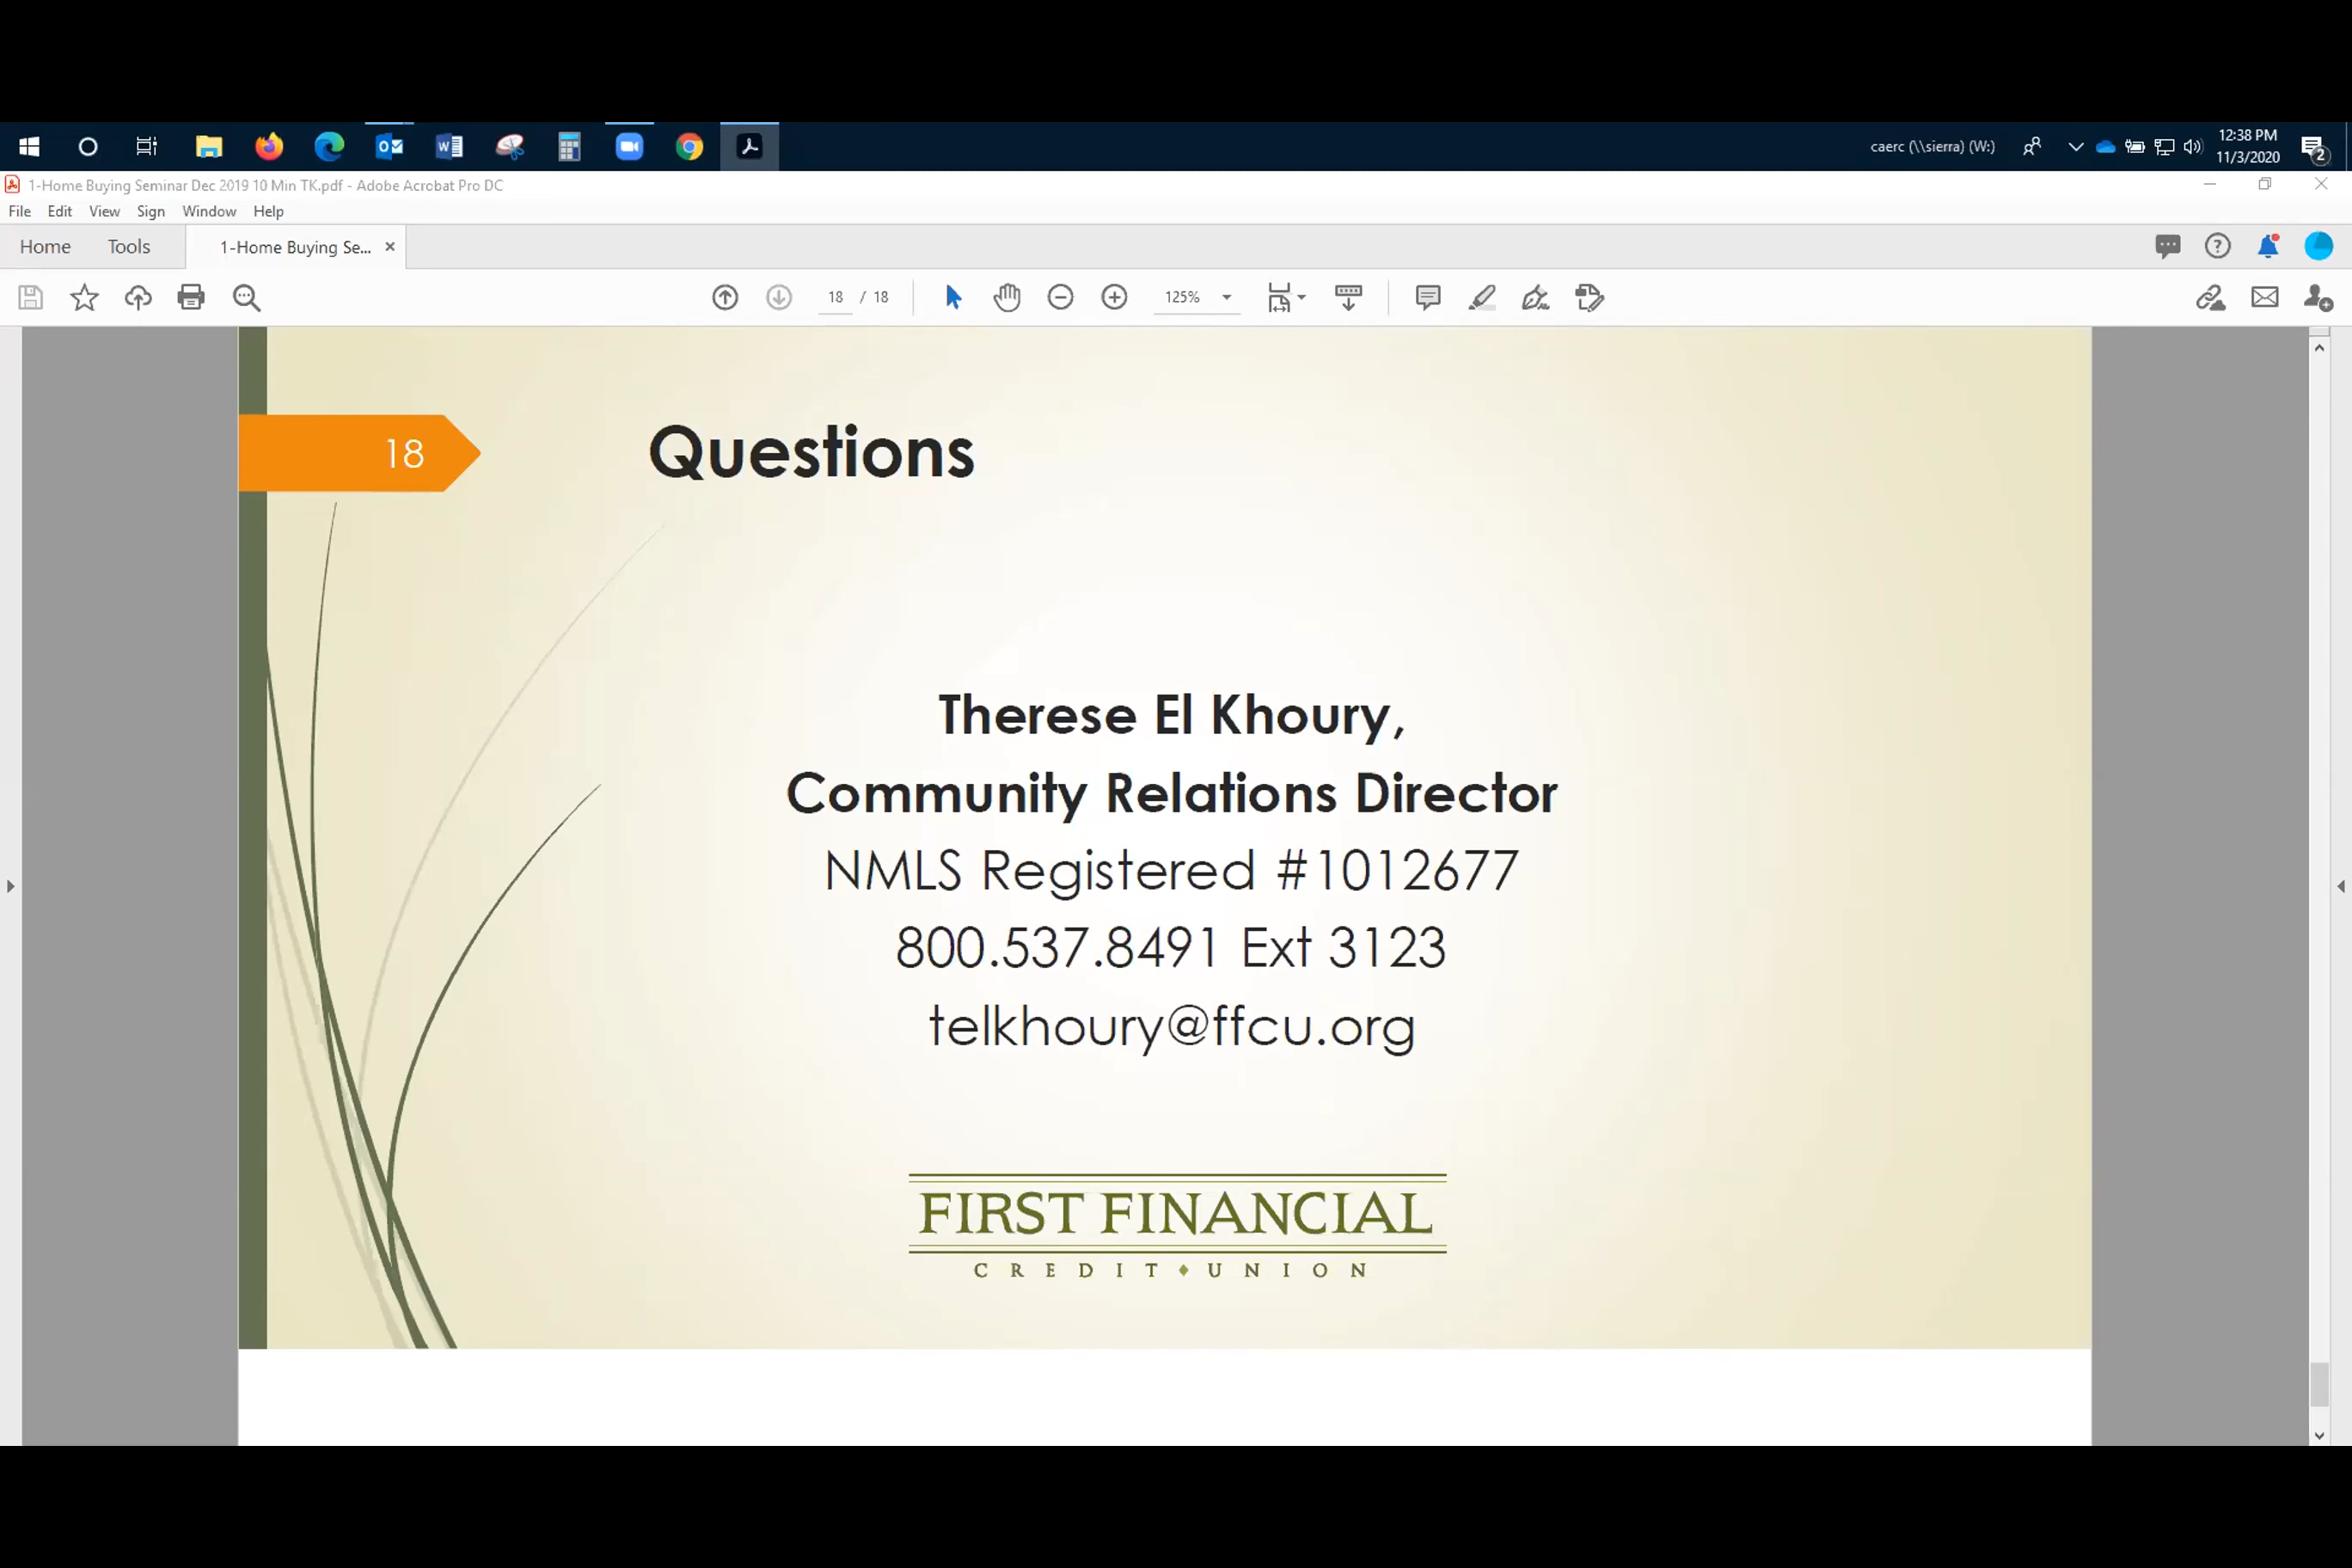 caerc (\\sierra) (W:)
12:38 PM
11/3/2020
2
1-Home Buying Seminar Dec 2019 10 Min TK.pdf - Adobe Acrobat Pro DC
File Edit View Sign Window Help
Home Tools 1-Home Buying Se...
18 / 18 125%
18
Questions
Therese El Khoury,
Community Relations Director
NMLS Registered #1012677
800.537.8491 Ext 3123
telkhoury@ffcu.org
FIRST FINANCIAL
CREDIT UNION